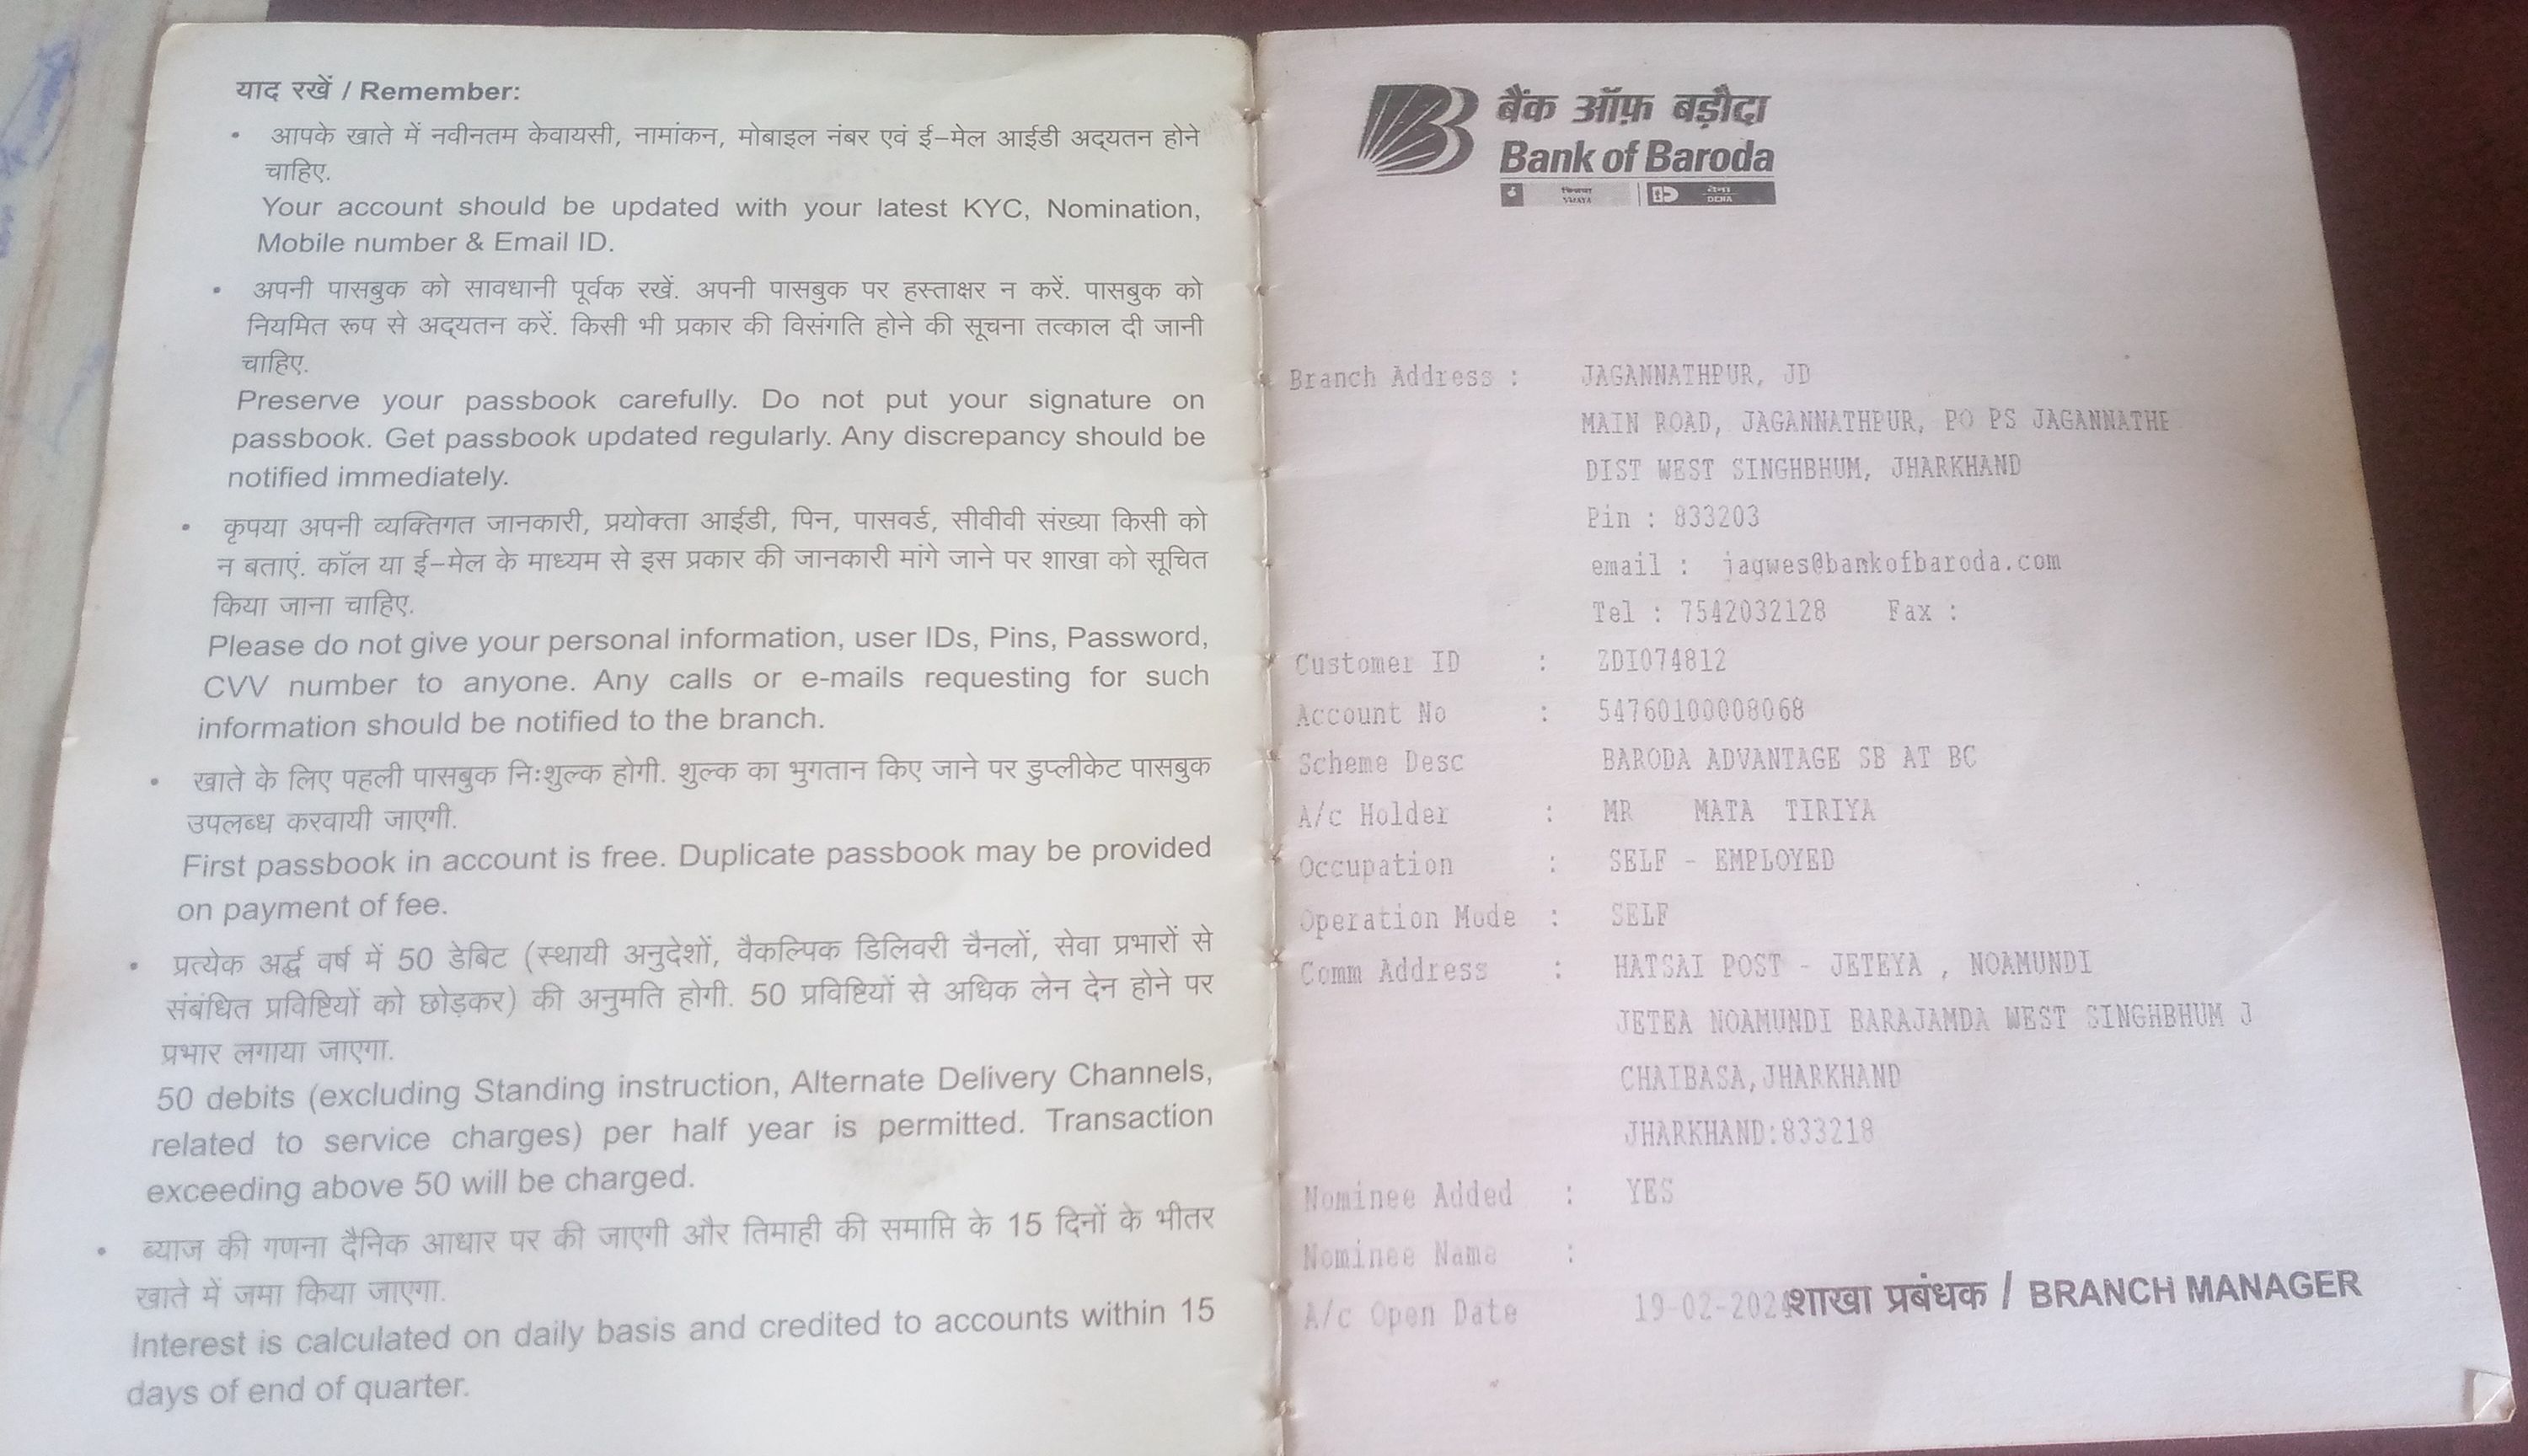 याद रखें / Remember:
• आपके खाते में नवीनतम केवायसी, नामांकन, मोबाइल नंबर एवं ई-मेल आईडी अद्यतन होने
चाहिए.
Your account should be updated with your latest KYC, Nomination,
Mobile number & Email ID.
• अपनी पासबुक को सावधानी पूर्वक रखें. अपनी पासबुक पर हस्ताक्षर न करें. पासबुक को
नियमित रूप से अद्यतन करें. किसी भी प्रकार की विसंगति होने की सूचना तत्काल दी जानी
चाहिए.
Preserve your passbook carefully. Do not put your signature on
passbook. Get passbook updated regularly. Any discrepancy should be
notified immediately.
• कृपया अपनी व्यक्तिगत जानकारी, प्रयोक्ता आईडी, पिन, पासवर्ड, सीवीवी संख्या किसी को
न बताएं. कॉल या ई-मेल के माध्यम से इस प्रकार की जानकारी मांगे जाने पर शाखा को सूचित
किया जाना चाहिए.
Please do not give your personal information, user IDs, Pins, Password,
CVV number to anyone. Any calls or e-mails requesting for such
information should be notified to the branch.
• खाते के लिए पहली पासबुक निःशुल्क होगी. शुल्क का भुगतान किए जाने पर डुप्लीकेट पासबुक
उपलब्ध करवायी जाएगी.
First passbook in account is free. Duplicate passbook may be provided
on payment of fee.
• प्रत्येक अर्द्ध वर्ष में 50 डेबिट (स्थायी अनुदेशों, वैकल्पिक डिलिवरी चैनलों, सेवा प्रभारों से
संबंधित प्रविष्टियों को छोड़कर) की अनुमति होगी. 50 प्रविष्टियों से अधिक लेन देन होने पर
प्रभार लगाया जाएगा.
50 debits (excluding Standing instruction, Alternate Delivery Channels,
related to service charges) per half year is permitted. Transaction
exceeding above 50 will be charged.
• ब्याज की गणना दैनिक आधार पर की जाएगी और तिमाही की समाप्ति के 15 दिनों के भीतर
खाते में जमा किया जाएगा.
Interest is calculated on daily basis and credited to accounts within 15
days of end of quarter.
बैंक ऑफ़ बड़ौदा
Bank of Baroda
विजया VIJAYA देना DENA
Branch Address : JAGANNATHPUR, JD
MAIN ROAD, JAGANNATHPUR, PO PS JAGANNATHE
DIST WEST SINGHBHUM, JHARKHAND
Pin : 833203
email : jagwes@bankofbaroda.com
Tel : 7542032128 Fax :
Customer ID : ZDI074812
Account No : 54760100008068
Scheme Desc BARODA ADVANTAGE SB AT BC
A/c Holder : MR MATA TIRIYA
Occupation : SELF - EMPLOYED
Operation Mode : SELF
Comm Address : HATSAI POST - JETEYA , NOAMUNDI
JETEA NOAMUNDI BARAJAMDA WEST SINGHBHUM J
CHAIBASA,JHARKHAND
JHARKHAND:833218
Nominee Added : YES
Nominee Name :
A/c Open Date 19-02-2024
शाखा प्रबंधक / BRANCH MANAGER